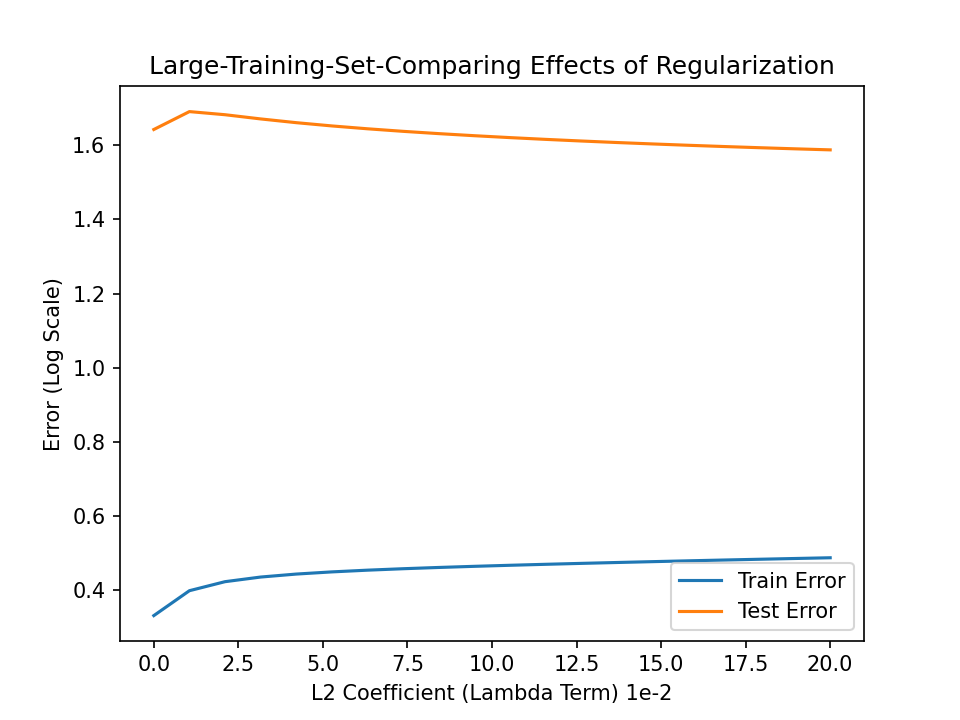 Large-Training-Set-Comparing Effects of Regularization
Error (Log Scale)
1.6
1.4
1.2
1.0
0.8
0.6
0.4
Train Error
Test Error
0.0 2.5 5.0 7.5 10.0 12.5 15.0 17.5 20.0
L2 Coefficient (Lambda Term) 1e-2